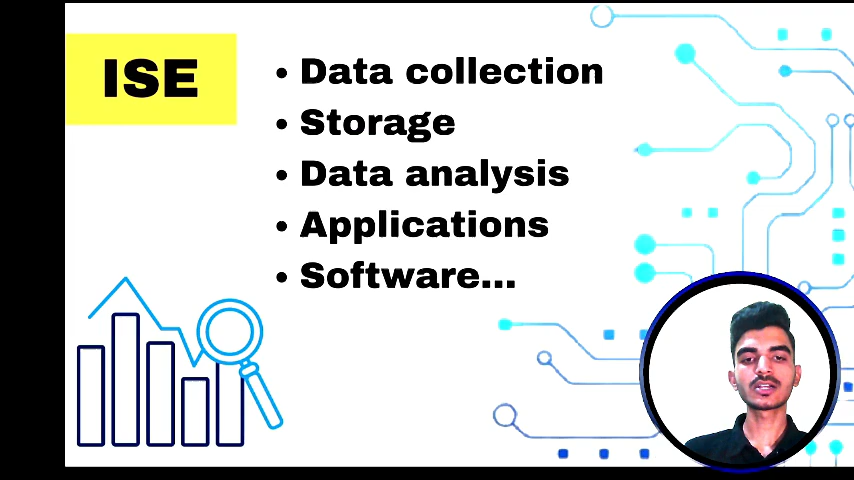 ISE
• Data collection
• Storage
• Data analysis
• Applications
• Software...